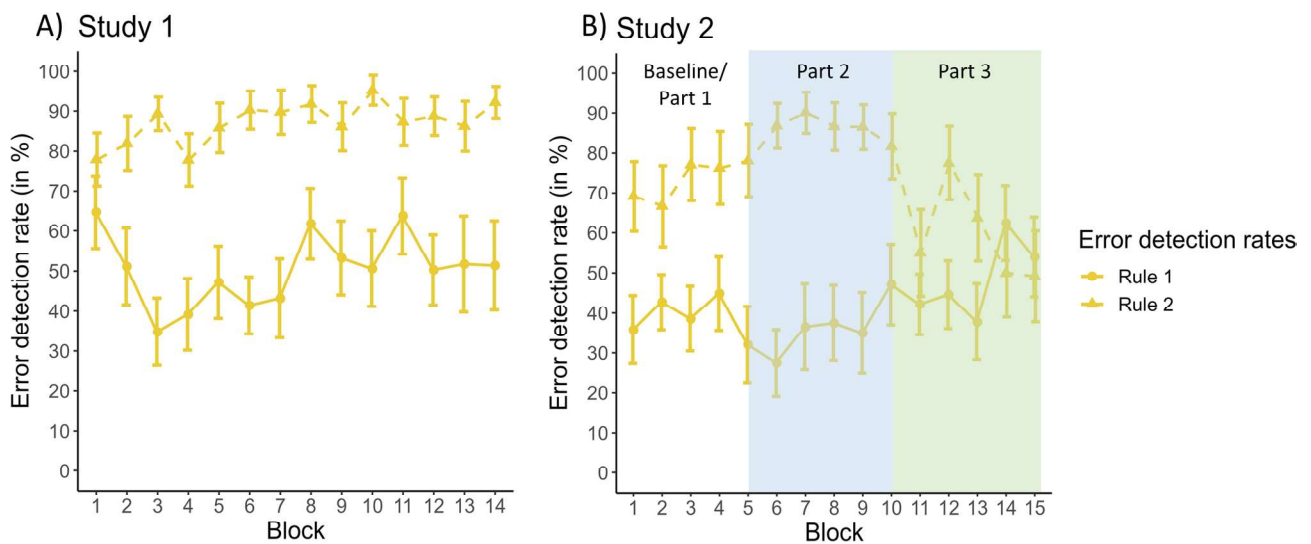 A) Study 1
Error detection rate (in %)
100
90
80
70
60
50
40
30
20
10
0
1 2 3 4 5 6 7 8 9 10 11 12 13 14
Block
B) Study 2
Baseline/
Part 1
Part 2
Part 3
Error detection rate (in %)
100
90
80
70
60
50
40
30
20
10
0
1 2 3 4 5 6 7 8 9 10 11 12 13 14 15
Block
Error detection rates
Rule 1
Rule 2